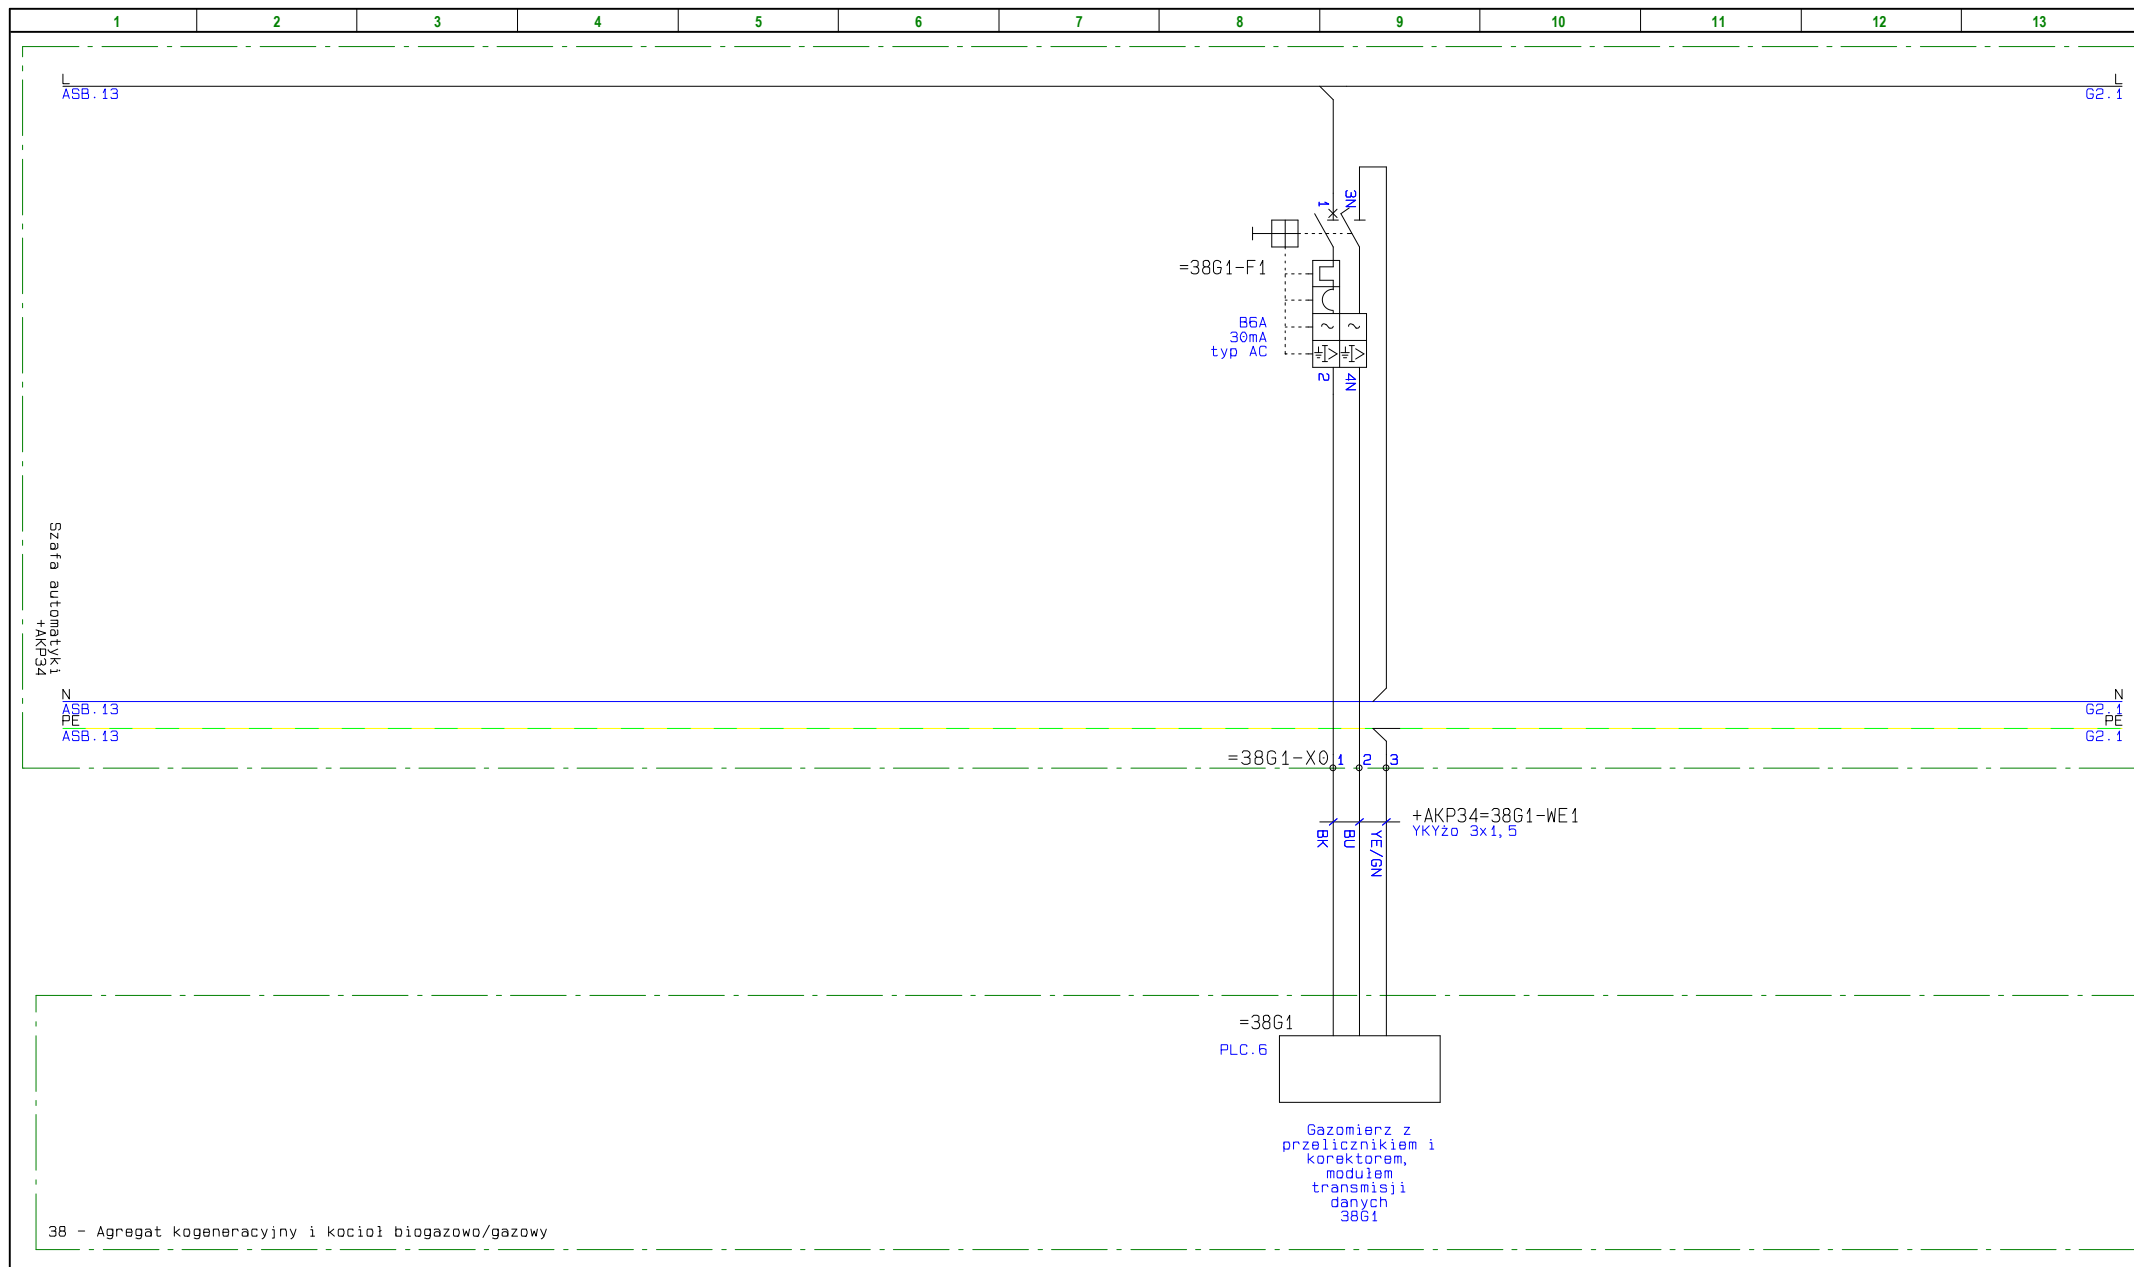 1 2 3 4 5 6 7 8 9 10 11 12 13
L L
ASB.13 G2.1
1 3N
=38G1-F1
B6A
30mA
typ AC
2 4N
Szafa automatyki
+AKP34
N N
ASB.13 G2.1
PE PE
ASB.13 G2.1
=38G1-X0 1 2 3
+AKP34=38G1-WE1
YKYżo 3x1,5
BK BU YE/GN
=38G1
PLC.6
Gazomierz z
przelicznikiem i
korektorem,
modułem
transmisji
danych
38G1
38 - Agregat kogeneracyjny i kocioł biogazowo/gazowy